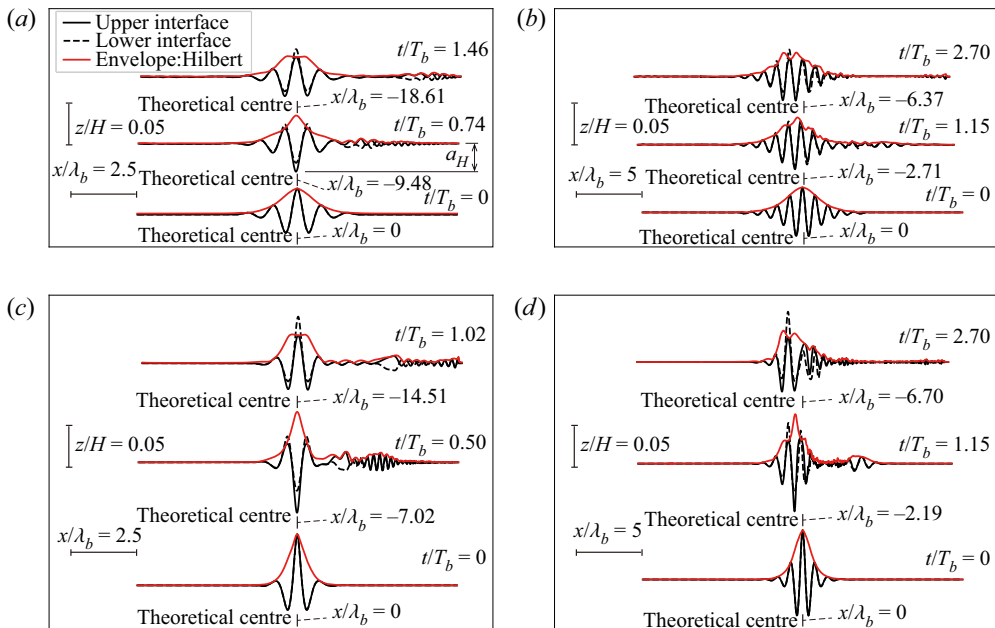 (a)
Upper interface
Lower interface
Envelope:Hilbert
t/T_b = 1.46
Theoretical centre
x/λ_b = –18.61
z/H = 0.05
t/T_b = 0.74
a_H
x/λ_b = 2.5
Theoretical centre
x/λ_b = –9.48
t/T_b = 0
Theoretical centre
x/λ_b = 0
(b)
t/T_b = 2.70
Theoretical centre
x/λ_b = –6.37
z/H = 0.05
t/T_b = 1.15
x/λ_b = 5
Theoretical centre
x/λ_b = –2.71
t/T_b = 0
Theoretical centre
x/λ_b = 0
(c)
t/T_b = 1.02
Theoretical centre
x/λ_b = –14.51
z/H = 0.05
t/T_b = 0.50
Theoretical centre
x/λ_b = –7.02
x/λ_b = 2.5
t/T_b = 0
Theoretical centre
x/λ_b = 0
(d)
t/T_b = 2.70
Theoretical centre
x/λ_b = –6.70
z/H = 0.05
t/T_b = 1.15
Theoretical centre
x/λ_b = –2.19
x/λ_b = 5
t/T_b = 0
Theoretical centre
x/λ_b = 0